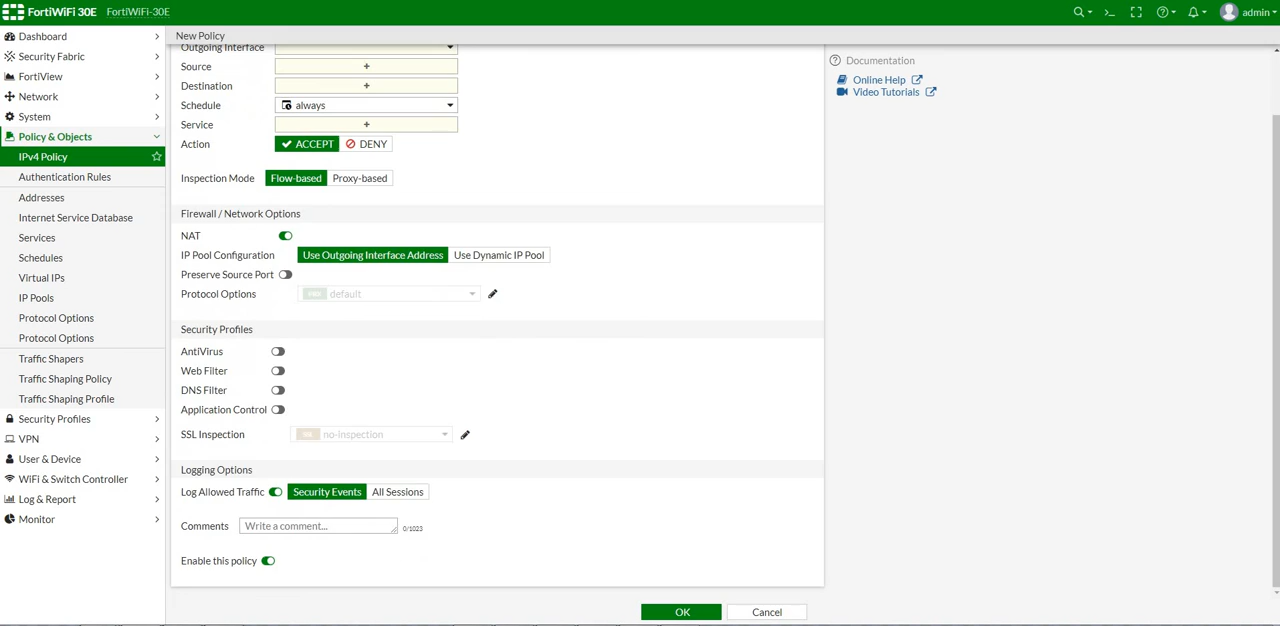 FortiWiFi 30E FortiWiFi-30E admin
Dashboard
Security Fabric
FortiView
Network
System
Policy & Objects
IPv4 Policy
Authentication Rules
Addresses
Internet Service Database
Services
Schedules
Virtual IPs
IP Pools
Protocol Options
Protocol Options
Traffic Shapers
Traffic Shaping Policy
Traffic Shaping Profile
Security Profiles
VPN
User & Device
WiFi & Switch Controller
Log & Report
Monitor
New Policy
Outgoing Interface
Source +
Destination +
Schedule always
Service +
Action ACCEPT DENY
Inspection Mode Flow-based Proxy-based
Firewall / Network Options
NAT
IP Pool Configuration Use Outgoing Interface Address Use Dynamic IP Pool
Preserve Source Port
Protocol Options default
Security Profiles
AntiVirus
Web Filter
DNS Filter
Application Control
SSL Inspection no-inspection
Logging Options
Log Allowed Traffic Security Events All Sessions
Comments Write a comment... 0/1023
Enable this policy
OK Cancel
Documentation
Online Help
Video Tutorials